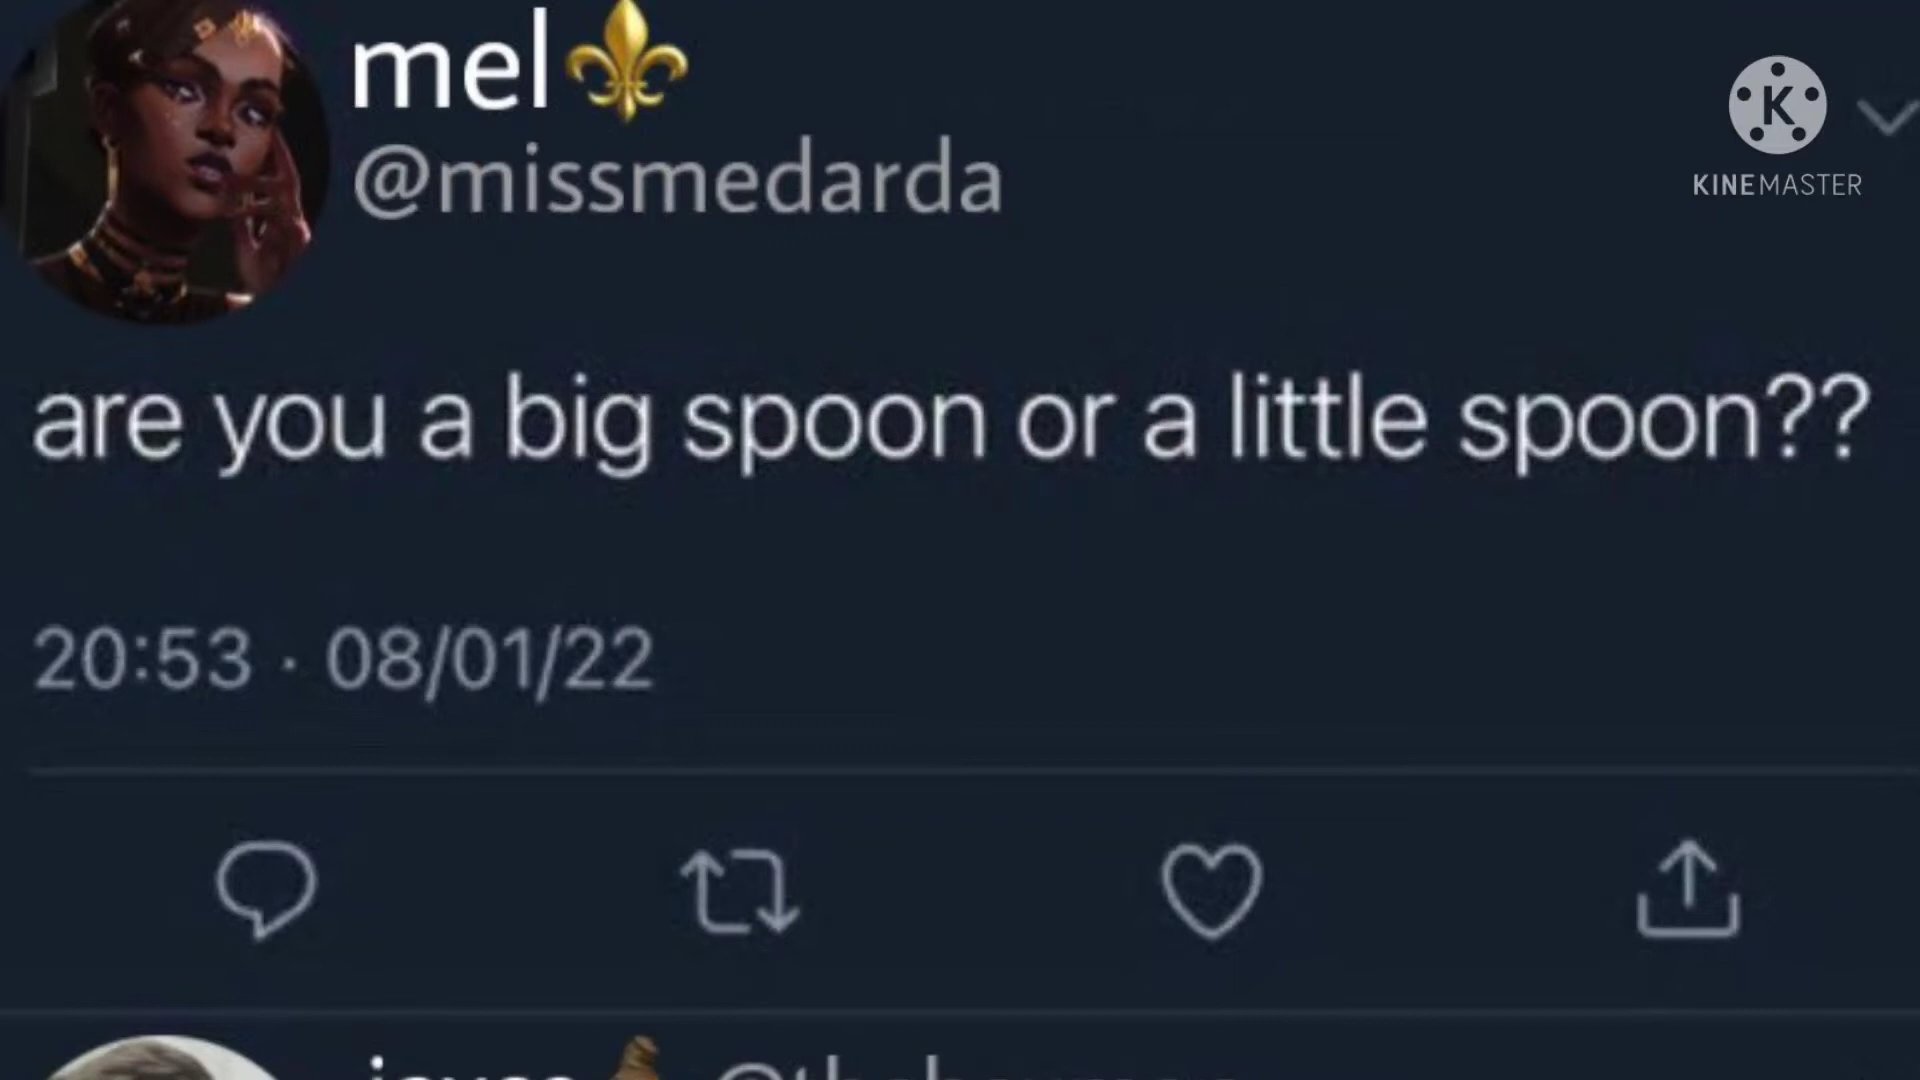 mel
@missmedarda
KINEMASTER
are you a big spoon or a little spoon??
20:53 · 08/01/22